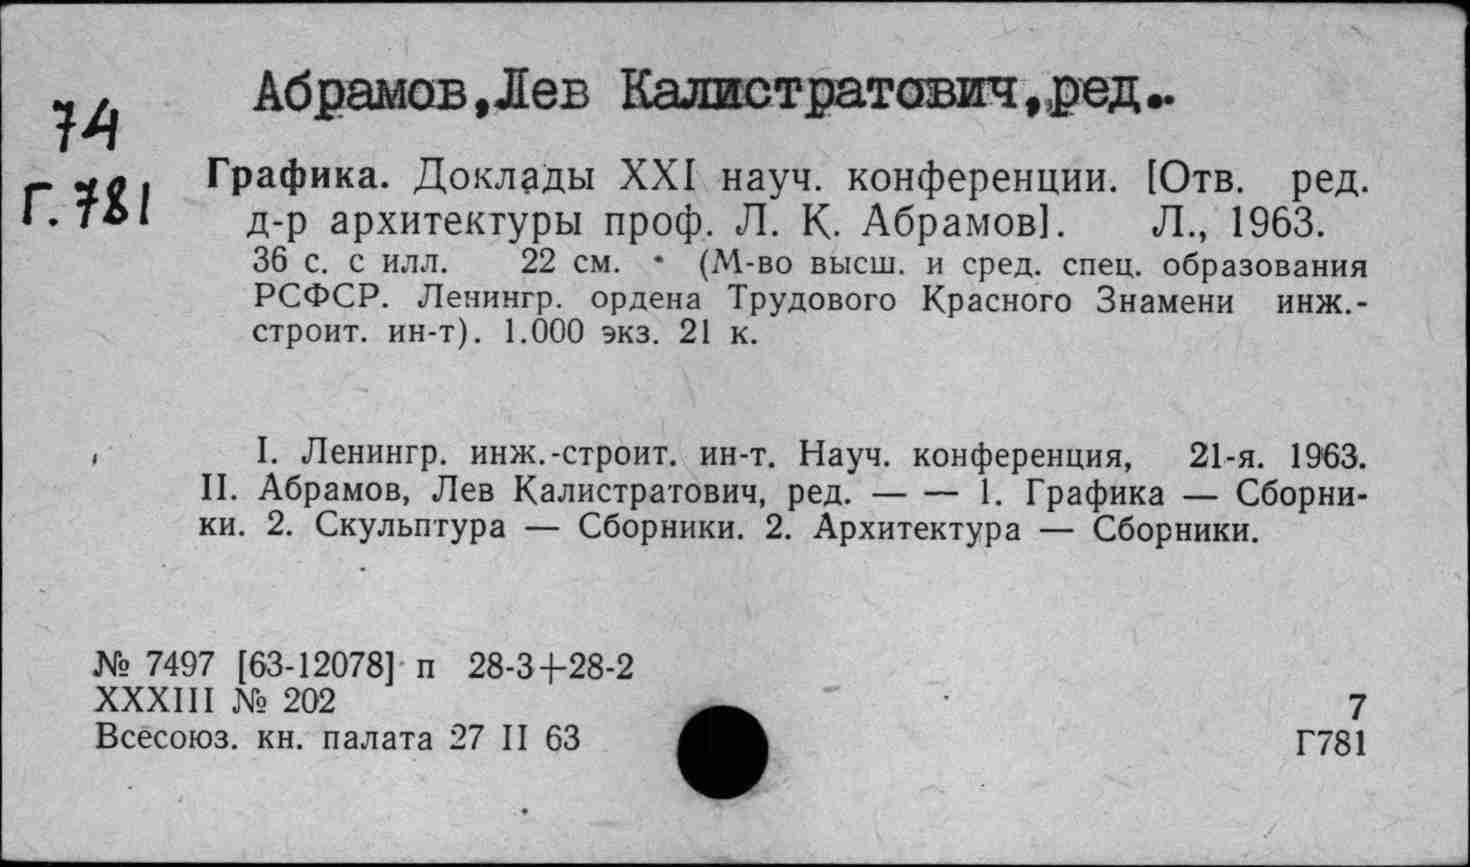 Абрамов,Лев Калистратович,,ред..
74
Г.781
Графика. Доклады XXI науч. конференции. [Отв. ред.
д-р архитектуры проф. Л. К. Абрамов]. Л., 1963.
36 с. с илл. 22 см. • (М-во высш. и сред. спец. образования
РСФСР. Ленингр. ордена Трудового Красного Знамени инж.-
строит. ин-т). 1.000 экз. 21 к.
I. Ленингр. инж.-строит. ин-т. Науч. конференция, 21-я. 1963.
II. Абрамов, Лев Калистратович, ред. — — 1. Графика — Сборни-
ки. 2. Скульптура — Сборники. 2. Архитектура — Сборники.
№ 7497 [63-12078] п 28-3+28-2
XXXIII № 202
Всесоюз. кн. палата 27 II 63
7
Г781